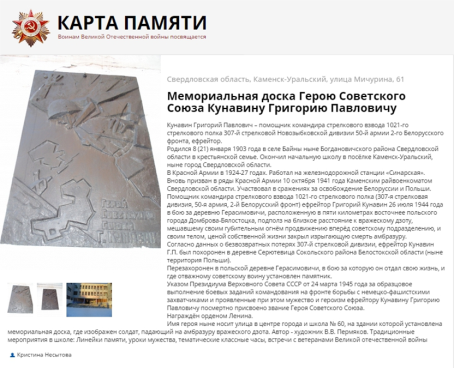 КАРТА ПАМЯТИ
Воинам Великой Отечественной войны посвящается
Свердловская область, Каменск-Уральский, улица Мичурина, 61
Мемориальная доска Герою Советского
Союза Кунавину Григорию Павловичу
Кунавин Григорий Павлович – помощник командира стрелкового взвода 1021-го
стрелкового полка 307-й стрелковой Новозыбковской дивизии 50-й армии 2-го Белорусского
фронта, ефрейтор.
Родился 8 (21) января 1903 года в селе Байны ныне Богдановичского района Свердловской
области в крестьянской семье. Окончил начальную школу в посёлке Каменск-Уральский,
ныне город Свердловской области.
В Красной Армии в 1924-27 годах. Работал на железнодорожной станции «Синарская».
Вновь призван в ряды Красной Армии 10 октября 1941 года Каменским райвоенкоматом
Свердловской области. Участвовал в сражениях за освобождение Белоруссии и Польши.
Помощник командира стрелкового взвода 1021-го стрелкового полка (307-я стрелковая
дивизия, 50-я армия, 2-й Белорусский фронт) ефрейтор Григорий Кунавин 26 июля 1944 года
в бою за деревню Герасимовичи, расположенную в пяти километрах восточнее польского
города Домброва-Бялостоцка, подполз на близкое расстояние к вражескому дзоту,
мешавшему своим губительным огнём продвижению вперёд советскому подразделению, и
своим телом, ценой собственной жизни закрыл изрыгающую смерть амбразуру.
Согласно данных о безвозвратных потерях 307-й стрелковой дивизии, ефрейтор Кунавин
Г.П. был похоронен в деревне Серютевица Сокольского района Белостокской области (ныне
территория Польши).
Перезахоронен в польской деревне Герасимовичи, в бою за которую он отдал свою жизнь, и
где отважному советскому воину установлен памятник.
Указом Президиума Верховного Совета СССР от 24 марта 1945 года за образцовое
выполнение боевых заданий командования на фронте борьбы с немецко-фашистскими
захватчиками и проявленные при этом мужество и героизм ефрейтору Кунавину Григорию
Павловичу посмертно присвоено звание Героя Советского Союза.
Награждён орденом Ленина.
Имя героя ныне носит улица в центре города и школа № 60, на здании которой установлена
мемориальная доска, где изображен солдат, падающий на амбразуру вражеского дзота. Автор - художник В.В. Пермяков. Традиционные
мероприятия в школе: Линейки памяти, уроки мужества, тематические классные часы, встречи с ветеранами Великой отечественной войны
Кристина Несытова